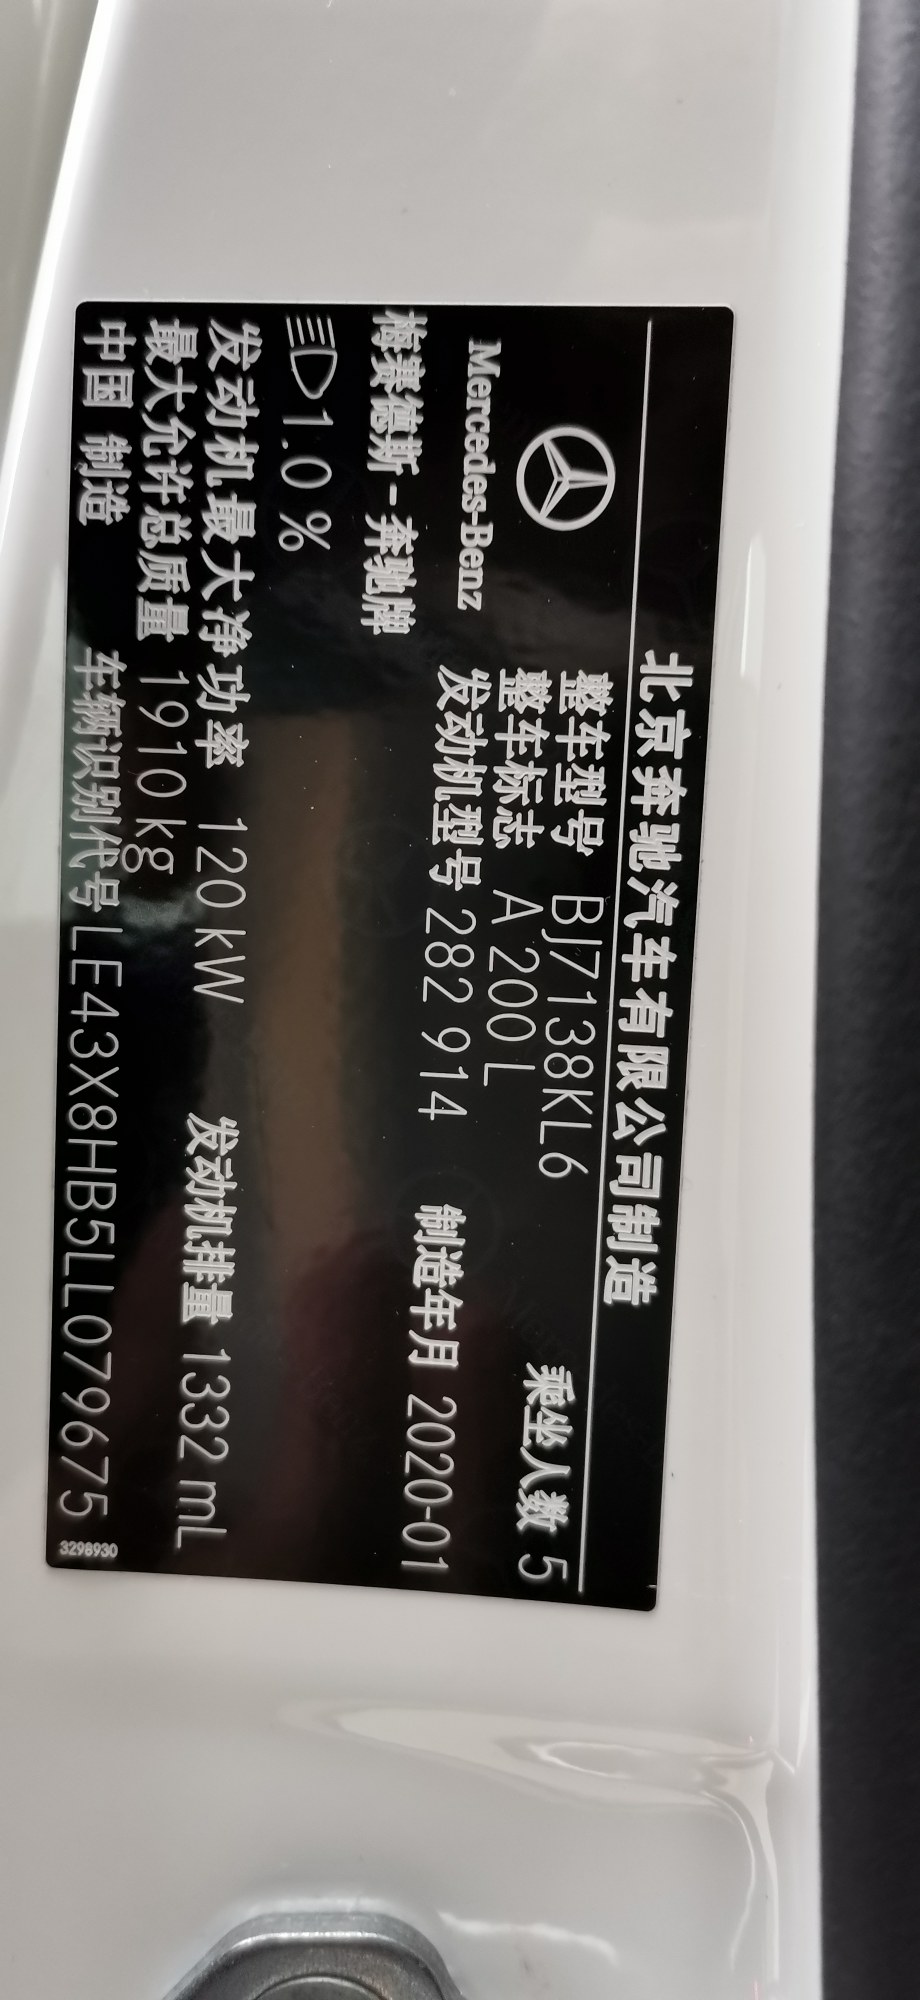 北京奔驰汽车有限公司制造
整车型号 BJ7138KL6 乘坐人数 5
整车标志 A 200 L
Mercedes-Benz 发动机型号 282 914 制造年月 2020-01
梅赛德斯-奔驰牌
1.0%
发动机最大净功率 120 kW 发动机排量 1332 mL
最大允许总质量 1910 kg
中国 制造 车辆识别代号 LE43X8HB5LL079675
3298930